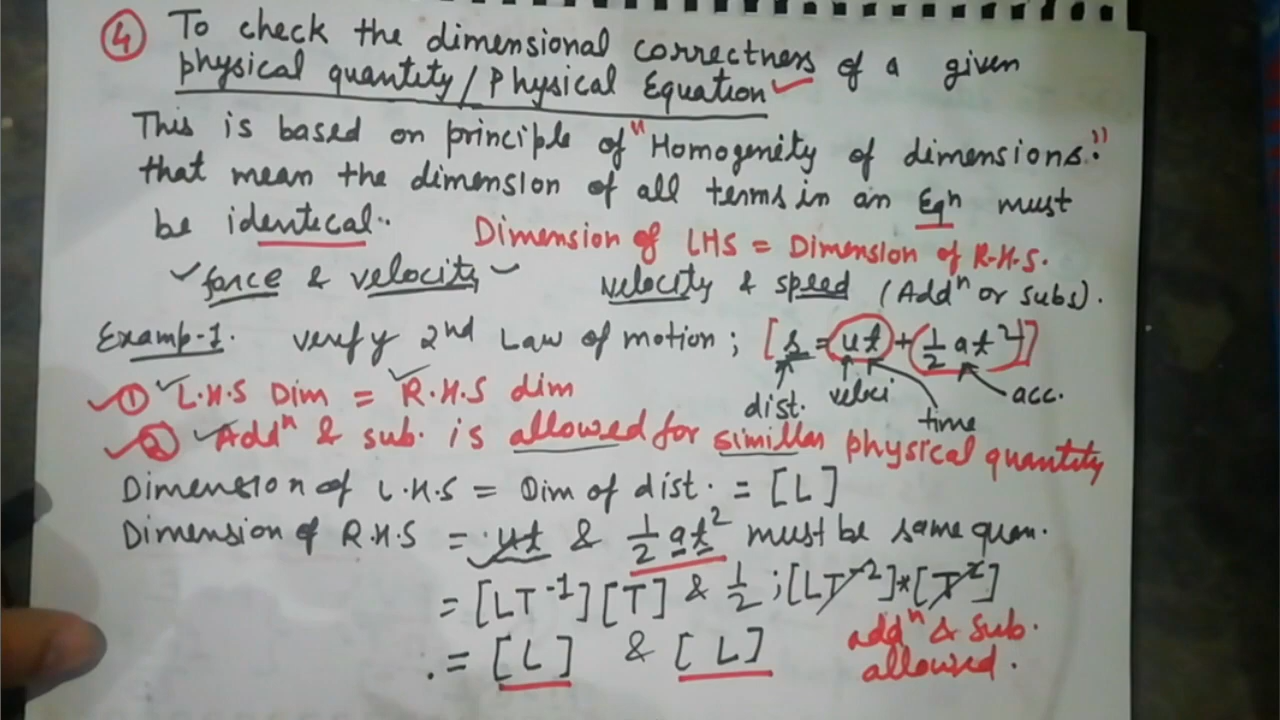 ④ To check the dimensional correctness of a given
physical quantity / Physical Equation ✓
This is based on principle of "Homogenity of dimensions."
that mean the dimension of all terms in an Eqn must
be identical..
Dimension of LHS = Dimension of R.H.S.
✓ force & velocity ✓
velocity & speed (Addn or subs).
Examp-1. verify 2nd Law of motion; [s = ut + (1/2 at²)]
dist. veloci time acc.
✓ ① ✓ L.H.S Dim = ✓ R.H.S dim
✓ ② ✓ Addn & sub. is allowed for simillar physical quantity
Dimension of L.H.S = Dim of dist. = [L]
Dimension of R.H.S = ut & 1/2 at² must be same quan.
= [LT⁻¹][T] & 1/2 ; [LT⁻²]*[T²]
= [L] & [L]
addn & sub.
allowed.